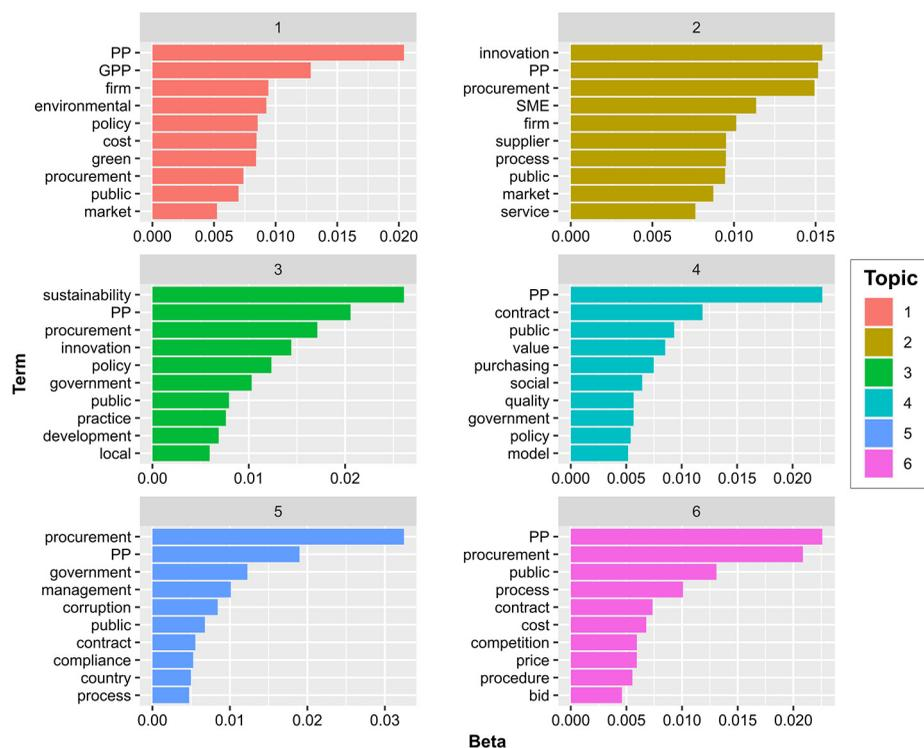 1
PP
GPP
firm
environmental
policy
cost
green
procurement
public
market
0.000 0.005 0.010 0.015 0.020
2
innovation
PP
procurement
SME
firm
supplier
process
public
market
service
0.000 0.005 0.010 0.015
3
sustainability
PP
procurement
innovation
policy
government
public
practice
development
local
0.00 0.01 0.02
4
PP
contract
public
value
purchasing
social
quality
government
policy
model
0.000 0.005 0.010 0.015 0.020
5
procurement
PP
government
management
corruption
public
contract
compliance
country
process
0.00 0.01 0.02 0.03
6
PP
procurement
public
process
contract
cost
competition
price
procedure
bid
0.000 0.005 0.010 0.015 0.020
Term
Beta
Topic
1
2
3
4
5
6